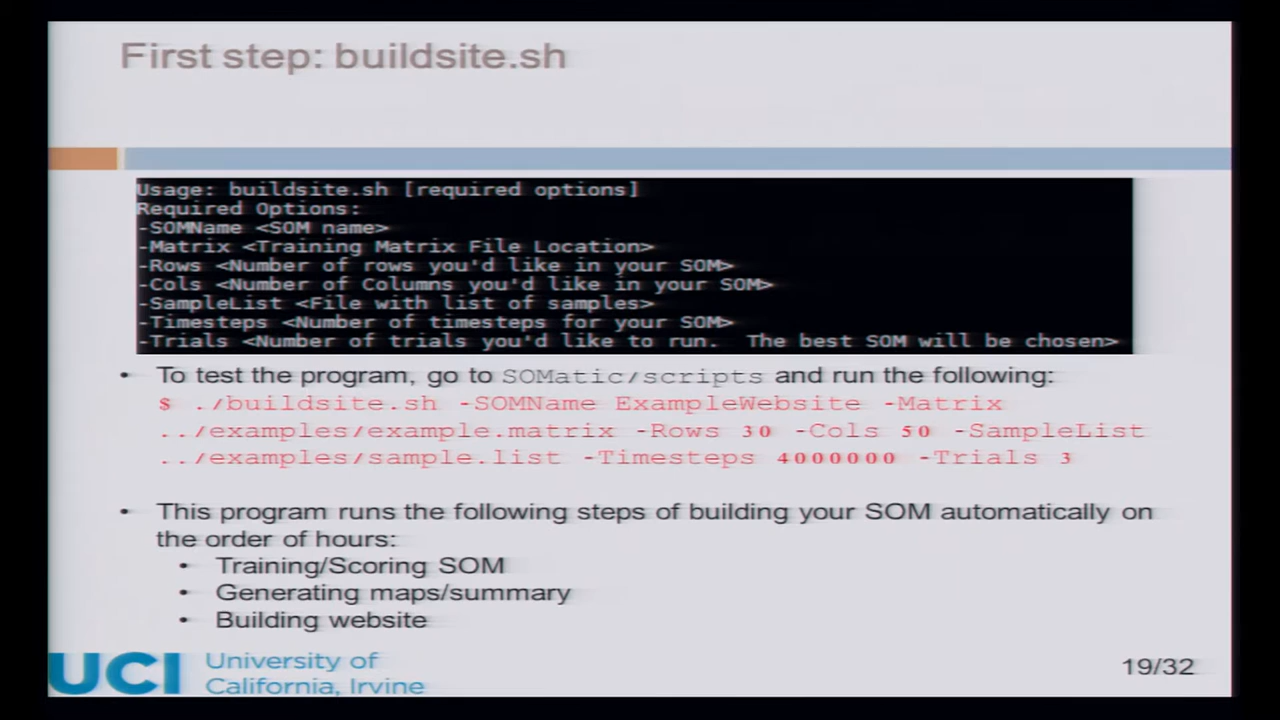 First step: buildsite.sh
Usage: buildsite.sh [required options]
Required Options:
-SOMName <SOM name>
-Matrix <Training Matrix File Location>
-Rows <Number of rows you'd like in your SOM>
-Cols <Number of Columns you'd like in your SOM>
-SampleList <File with list of samples>
-Timesteps <Number of timesteps for your SOM>
-Trials <Number of trials you'd like to run.  The best SOM will be chosen>
• To test the program, go to SOMatic/scripts and run the following:
$ ./buildsite.sh -SOMName ExampleWebsite -Matrix
../examples/example.matrix -Rows 30 -Cols 50 -SampleList
../examples/sample.list -Timesteps 4000000 -Trials 3
• This program runs the following steps of building your SOM automatically on
the order of hours:
• Training/Scoring SOM
• Generating maps/summary
• Building website
UCI University of
California, Irvine
19/32